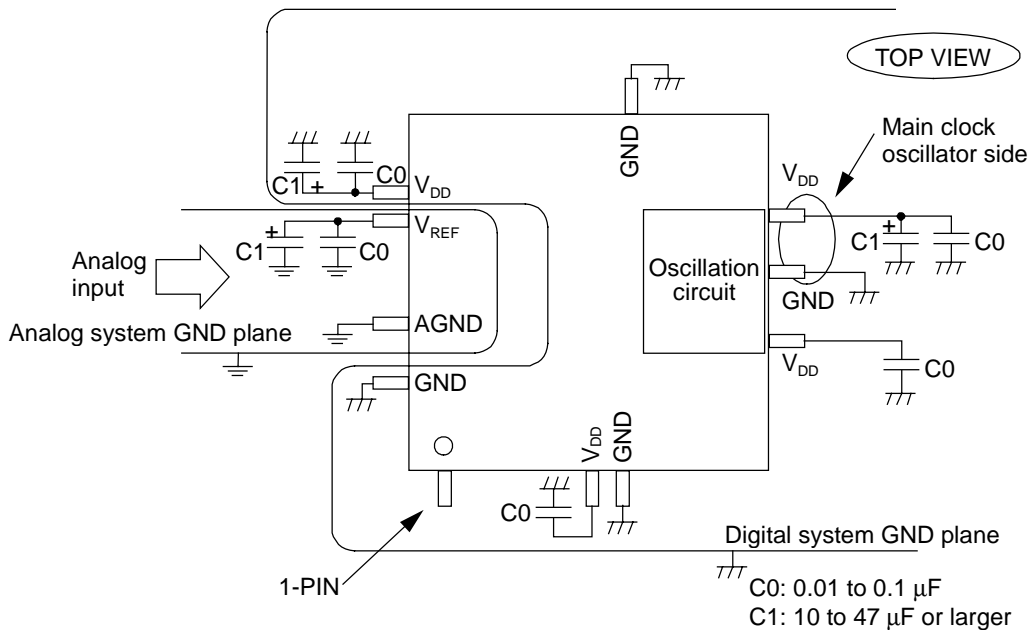 TOP VIEW
GND
Main clock
oscillator side
C1 +
C0
VDD
VDD
VREF
+
C1
C0
Analog
input
Oscillation
circuit
C1
+
C0
GND
AGND
Analog system GND plane
VDD
C0
GND
VDD
GND
C0
Digital system GND plane
1-PIN
C0: 0.01 to 0.1 μF
C1: 10 to 47 μF or larger